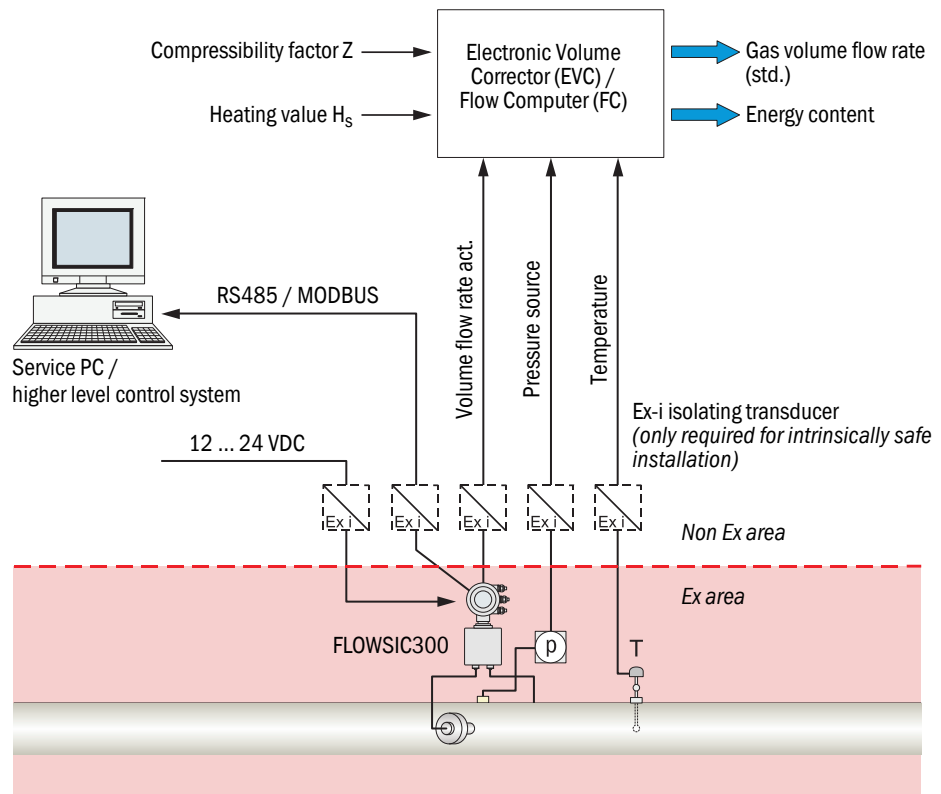 Compressibility factor Z
Heating value Hs
Electronic Volume
Corrector (EVC) /
Flow Computer (FC)
Gas volume flow rate
(std.)
Energy content
RS485 / MODBUS
Service PC /
higher level control system
12 ... 24 VDC
Volume flow rate act.
Pressure source
Temperature
Ex-i isolating transducer
(only required for intrinsically safe
installation)
Ex i
Ex i
Ex i
Ex i
Ex i
Non Ex area
Ex area
FLOWSIC300
p
T